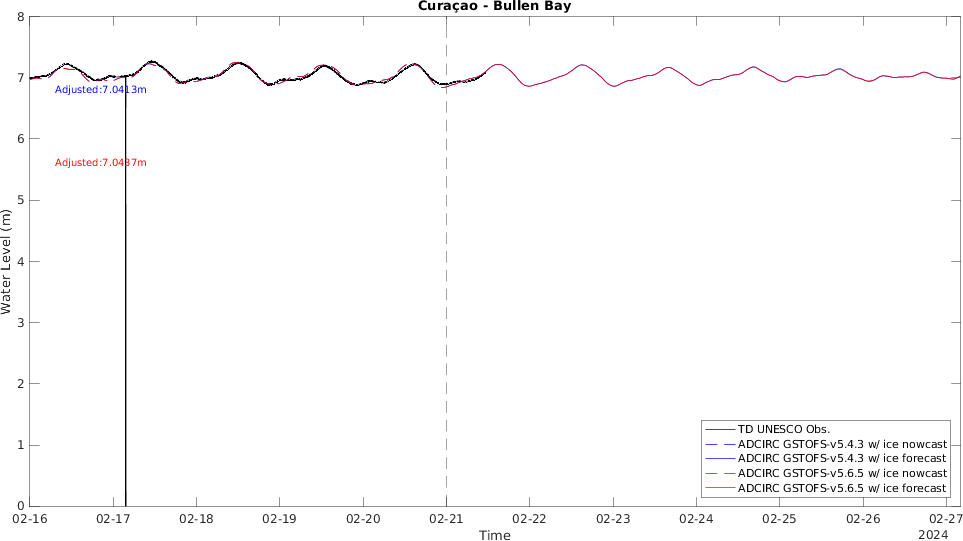 Curaçao - Bullen Bay
8
7
6
5
4
3
2
1
0
Water Level (m)
Adjusted:7.0413m
Adjusted:7.0437m
TD UNESCO Obs.
ADCIRC GSTOFS-v5.4.3 w/ ice nowcast
ADCIRC GSTOFS-v5.4.3 w/ ice forecast
ADCIRC GSTOFS-v5.6.5 w/ ice nowcast
ADCIRC GSTOFS-v5.6.5 w/ ice forecast
02-16 02-17 02-18 02-19 02-20 02-21 02-22 02-23 02-24 02-25 02-26 02-27
Time
2024